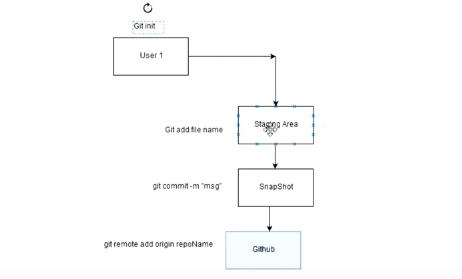 Git init
User 1
Staging Area
Git add file name
git commit -m "msg"
SnapShot
git remote add origin repoName
Github